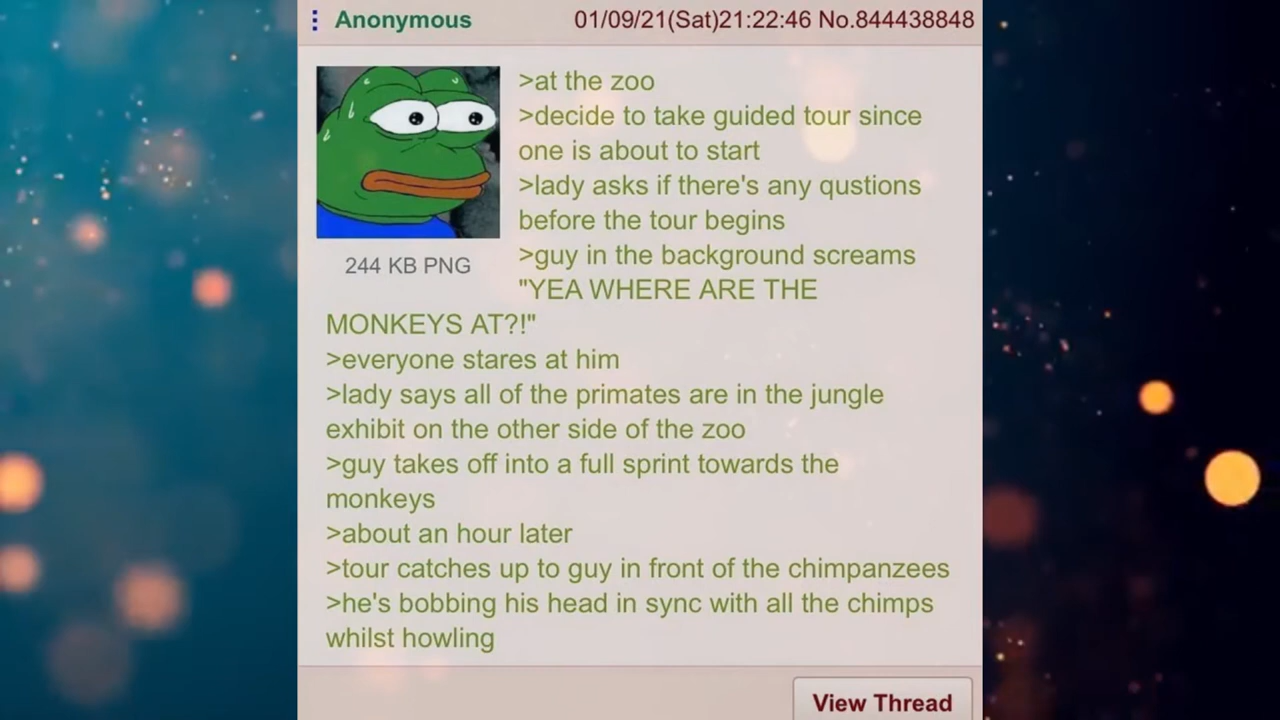 Anonymous 01/09/21(Sat)21:22:46 No.844438848
>at the zoo
>decide to take guided tour since
one is about to start
>lady asks if there's any qustions
before the tour begins
244 KB PNG
>guy in the background screams
"YEA WHERE ARE THE
MONKEYS AT?!"
>everyone stares at him
>lady says all of the primates are in the jungle
exhibit on the other side of the zoo
>guy takes off into a full sprint towards the
monkeys
>about an hour later
>tour catches up to guy in front of the chimpanzees
>he's bobbing his head in sync with all the chimps
whilst howling
View Thread